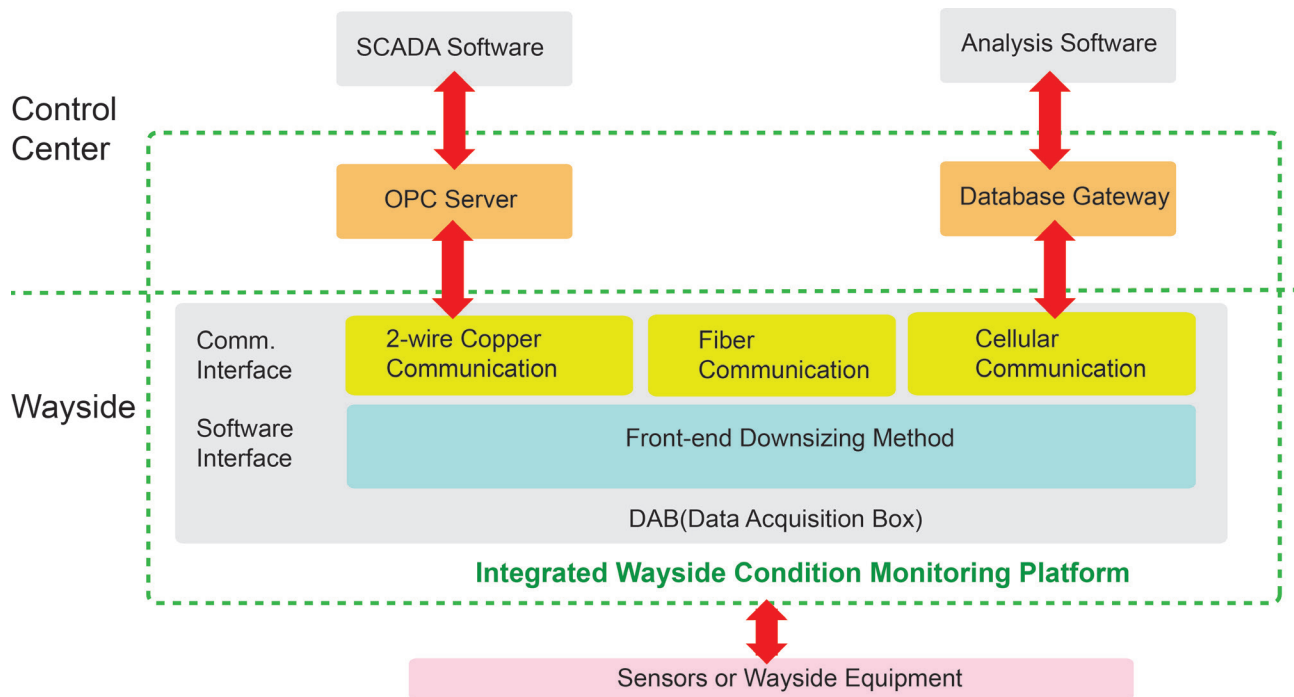 SCADA Software
Analysis Software
Control
Center
OPC Server
Database Gateway
Comm.
Interface
2-wire Copper
Communication
Fiber
Communication
Cellular
Communication
Wayside
Software
Interface
Front-end Downsizing Method
DAB(Data Acquisition Box)
Integrated Wayside Condition Monitoring Platform
Sensors or Wayside Equipment